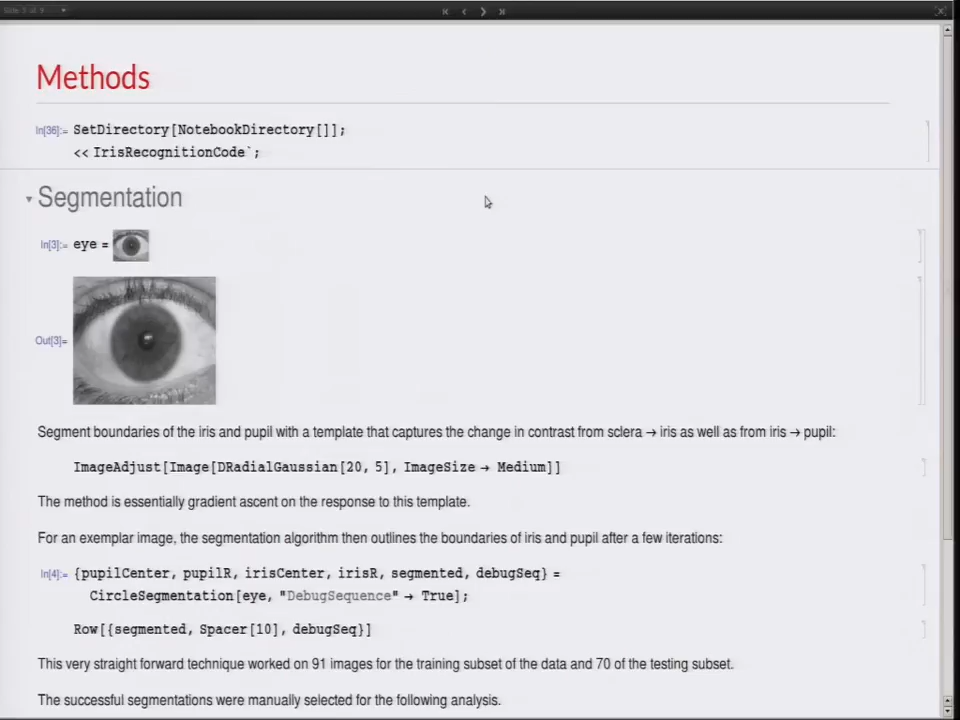 Slide 3 of 9
Methods
In[36]:= SetDirectory[NotebookDirectory[]];
<< IrisRecognitionCode`;
Segmentation
In[3]:= eye =
Out[3]=
Segment boundaries of the iris and pupil with a template that captures the change in contrast from sclera → iris as well as from iris → pupil:
ImageAdjust[Image[DRadialGaussian[20, 5], ImageSize → Medium]]
The method is essentially gradient ascent on the response to this template.
For an exemplar image, the segmentation algorithm then outlines the boundaries of iris and pupil after a few iterations:
In[4]:= {pupilCenter, pupilR, irisCenter, irisR, segmented, debugSeq} =
CircleSegmentation[eye, "DebugSequence" → True];
Row[{segmented, Spacer[10], debugSeq}]
This very straight forward technique worked on 91 images for the training subset of the data and 70 of the testing subset.
The successful segmentations were manually selected for the following analysis.